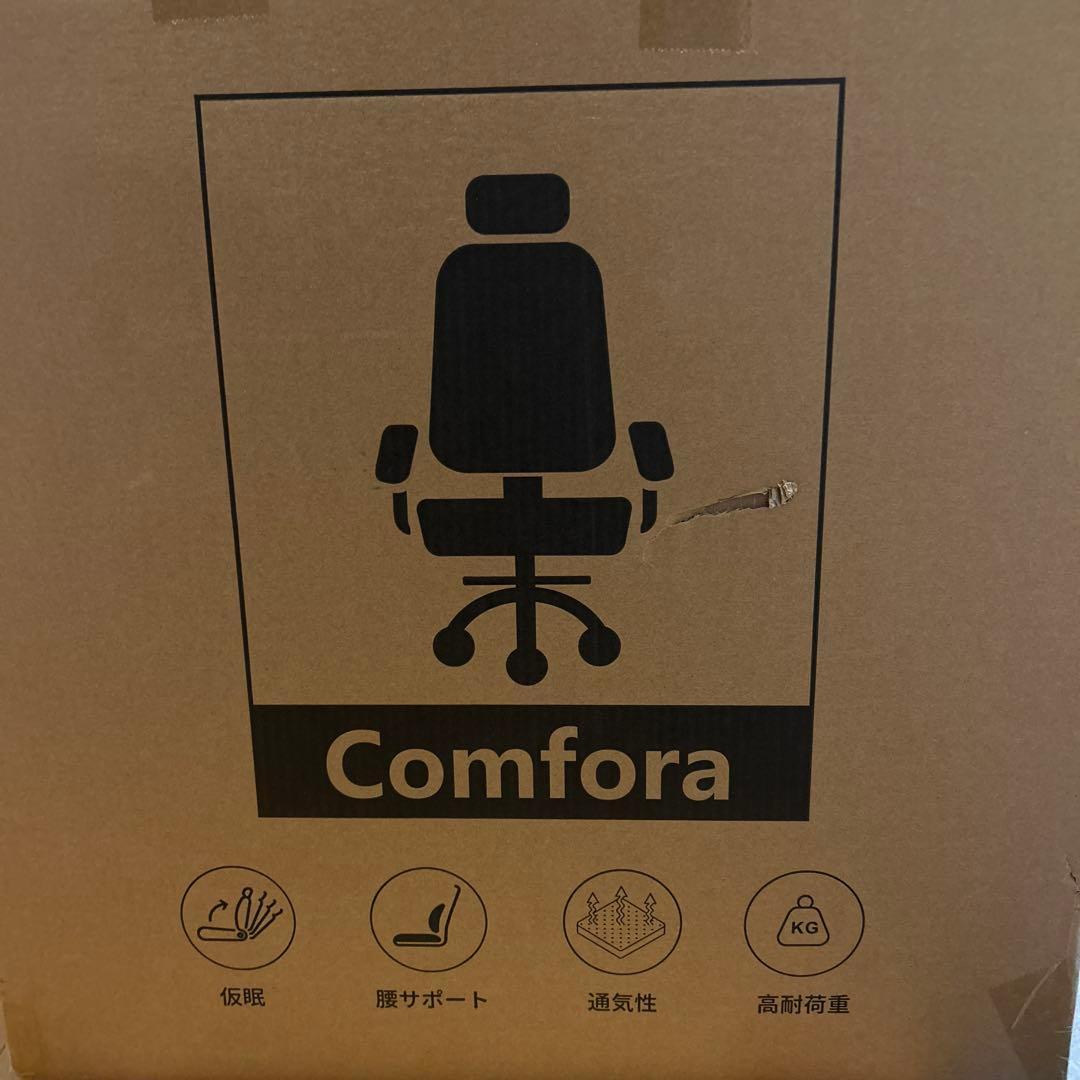 Comfora
KG
仮眠
腰サポート
通気性
高耐荷重